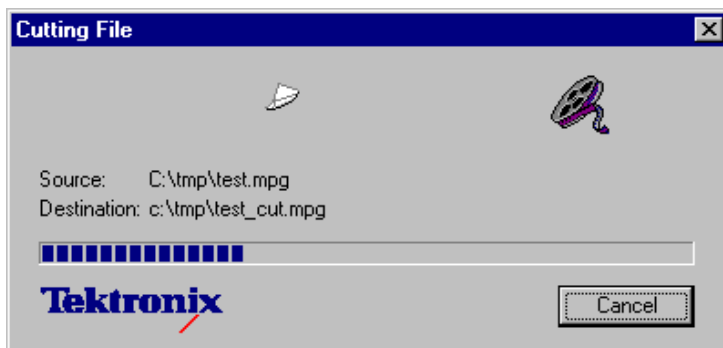 Cutting File
Source: C:\tmp\test.mpg
Destination: c:\tmp\test_cut.mpg
Tektronix
Cancel